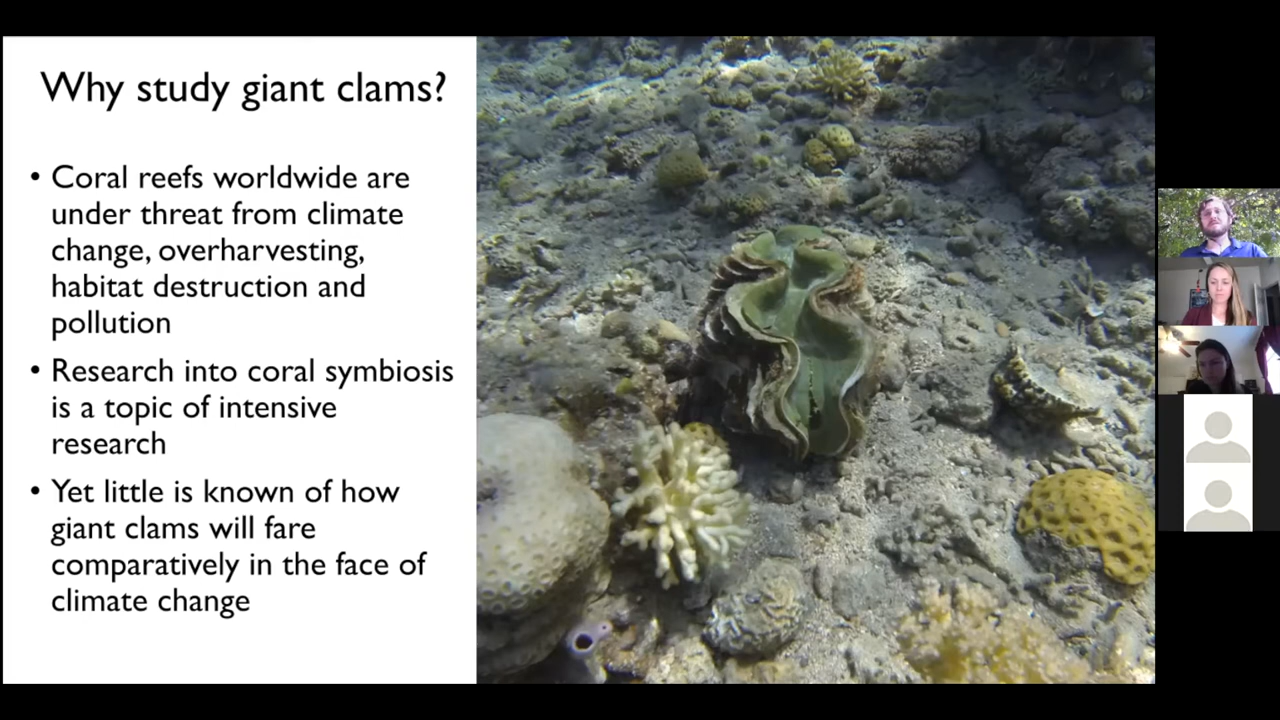 Why study giant clams?
• Coral reefs worldwide are
under threat from climate
change, overharvesting,
habitat destruction and
pollution
• Research into coral symbiosis
is a topic of intensive
research
• Yet little is known of how
giant clams will fare
comparatively in the face of
climate change